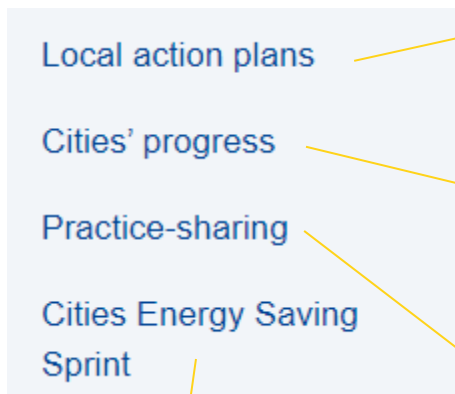 Local action plans
Cities’ progress
Practice-sharing
Cities Energy Saving
Sprint